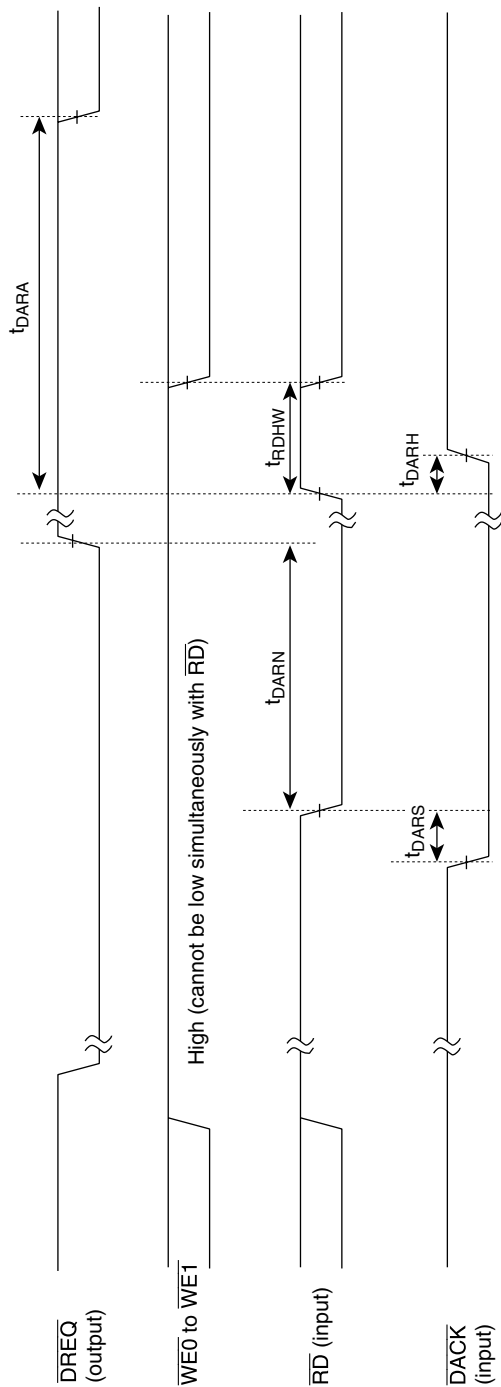 DREQ
(output)
tDARA
WE0 to WE1
High (cannot be low simultaneously with RD)
RD (input)
tDARN
tRDHW
DACK
(input)
tDARS
tDARH